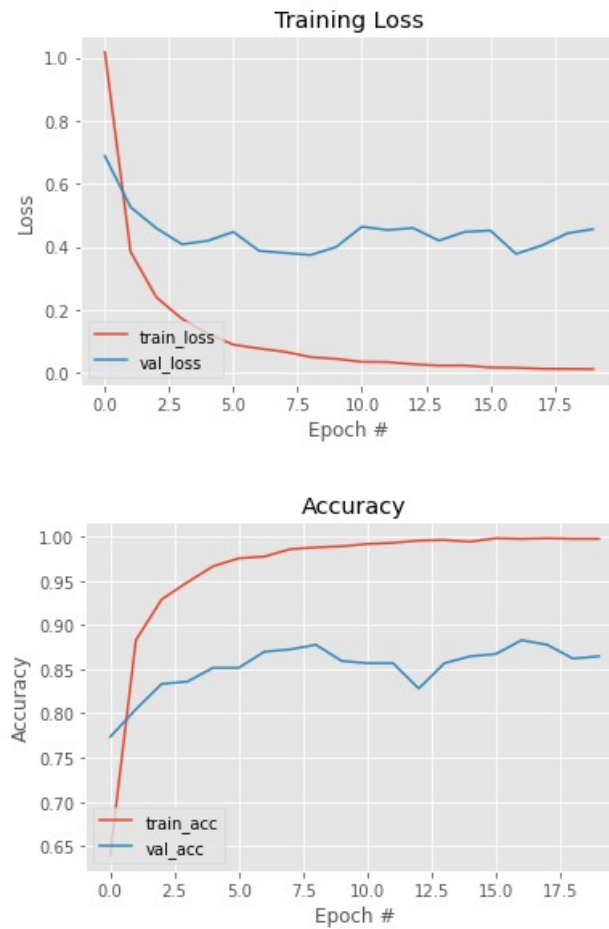 Training Loss
1.0
0.8
0.6
0.4
0.2
0.0
Loss
train_loss
val_loss
0.0 2.5 5.0 7.5 10.0 12.5 15.0 17.5
Epoch #
Accuracy
1.00
0.95
0.90
0.85
0.80
0.75
0.70
0.65
Accuracy
train_acc
val_acc
0.0 2.5 5.0 7.5 10.0 12.5 15.0 17.5
Epoch #